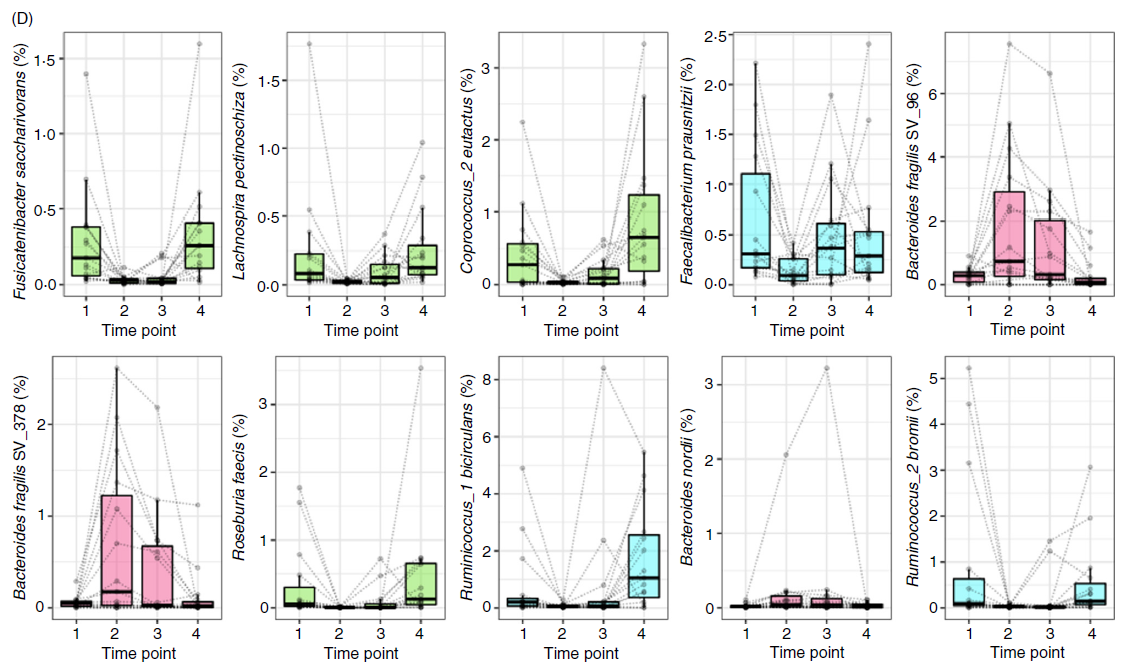 (D)
Fusicatenibacter saccharivorans (%)
1·5
1·0
0·5
0·0
1 2 3 4
Time point
Lachnospira pectinoschiza (%)
1·5
1·0
0·5
0·0
1 2 3 4
Time point
Coprococcus_2 eutactus (%)
3
2
1
0
1 2 3 4
Time point
Faecalibacterium prausnitzii (%)
2·5
2·0
1·5
1·0
0·5
0·0
1 2 3 4
Time point
Bacteroides fragilis SV_96 (%)
6
4
2
0
1 2 3 4
Time point
Bacteroides fragilis SV_378 (%)
2
1
0
1 2 3 4
Time point
Roseburia faecis (%)
3
2
1
0
1 2 3 4
Time point
Ruminicoccus_1 bicirculans (%)
8
6
4
2
0
1 2 3 4
Time point
Bacteroides nordii (%)
3
2
1
0
1 2 3 4
Time point
Ruminococcus_2 bromii (%)
5
4
3
2
1
0
1 2 3 4
Time point